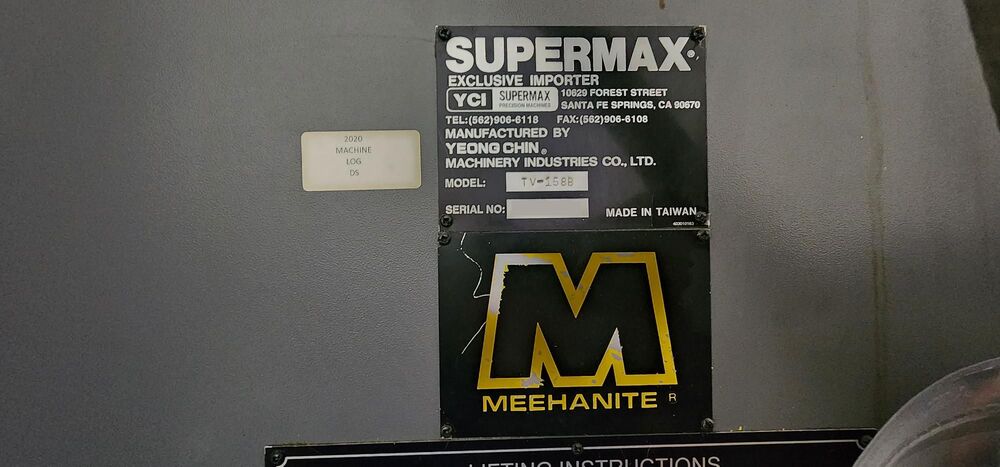 2020
MACHINE
LOG
DS
SUPERMAX
EXCLUSIVE IMPORTER
YCI SUPERMAX
PRECISION MACHINES
10629 FOREST STREET
SANTA FE SPRINGS, CA 90670
TEL:(562)906-6118 FAX:(562)906-6108
MANUFACTURED BY
YEONG CHIN®
MACHINERY INDUSTRIES CO., LTD.
MODEL: TV-158B
SERIAL NO:
MADE IN TAIWAN
M
MEEHANITE R
LIFTING INSTRUCTIONS